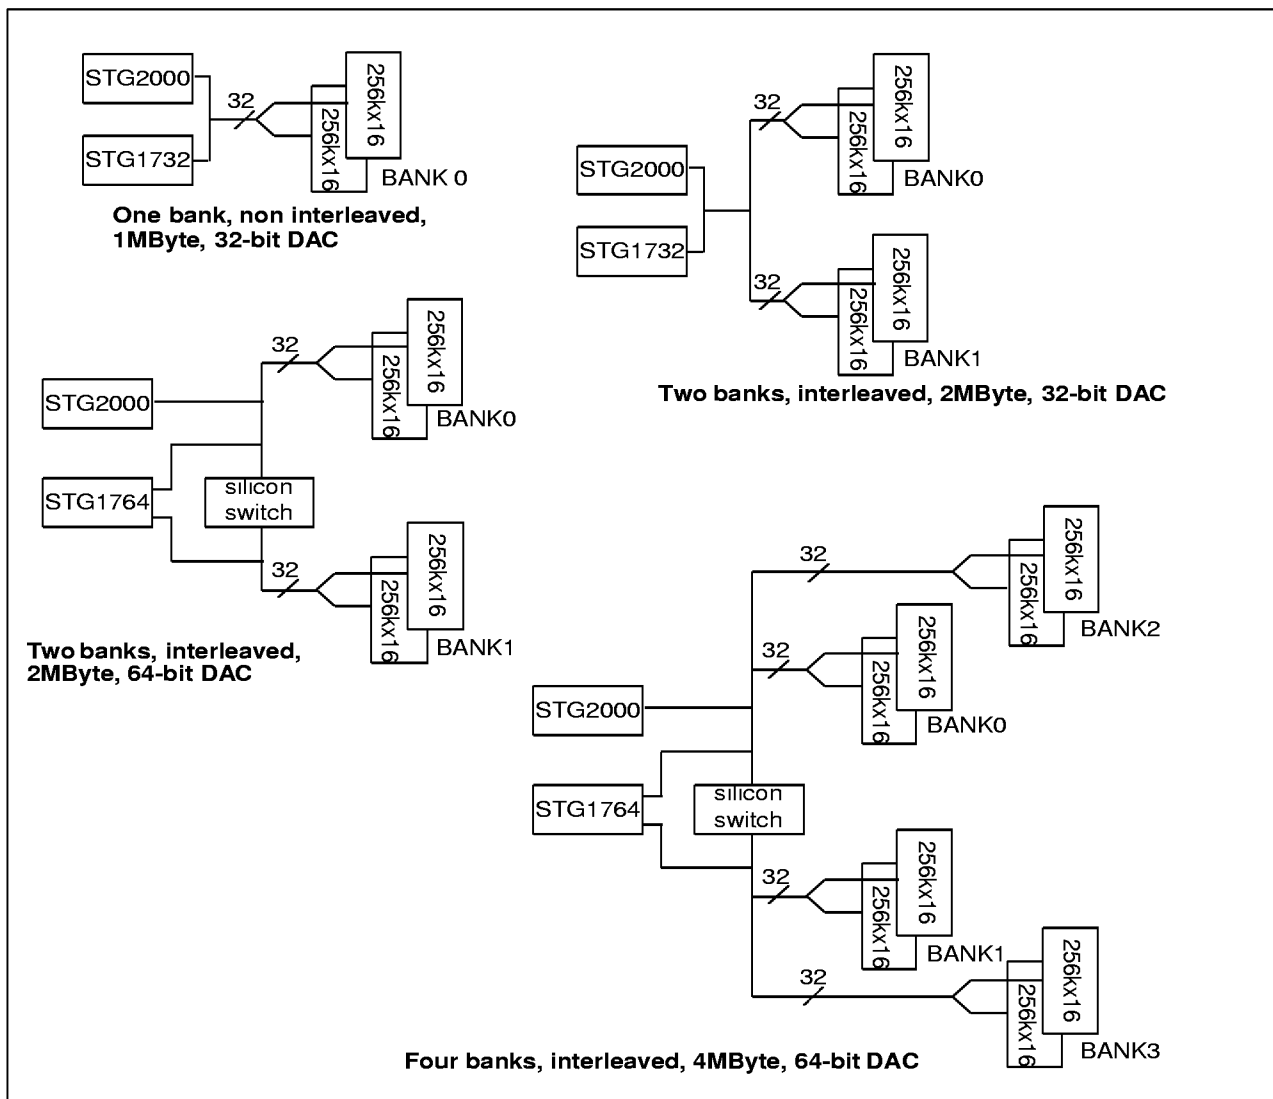 STG2000
32
256kx16
256kx16
STG1732
BANK 0
One bank, non interleaved,
1MByte, 32-bit DAC
32
256kx16
256kx16
BANK0
STG2000
STG1732
32
256kx16
256kx16
BANK1
Two banks, interleaved, 2MByte, 32-bit DAC
32
256kx16
256kx16
BANK0
STG2000
STG1764
silicon
switch
32
256kx16
256kx16
BANK1
Two banks, interleaved,
2MByte, 64-bit DAC
32
256kx16
256kx16
BANK2
32
256kx16
256kx16
BANK0
STG2000
STG1764
silicon
switch
32
256kx16
256kx16
BANK1
32
256kx16
256kx16
BANK3
Four banks, interleaved, 4MByte, 64-bit DAC